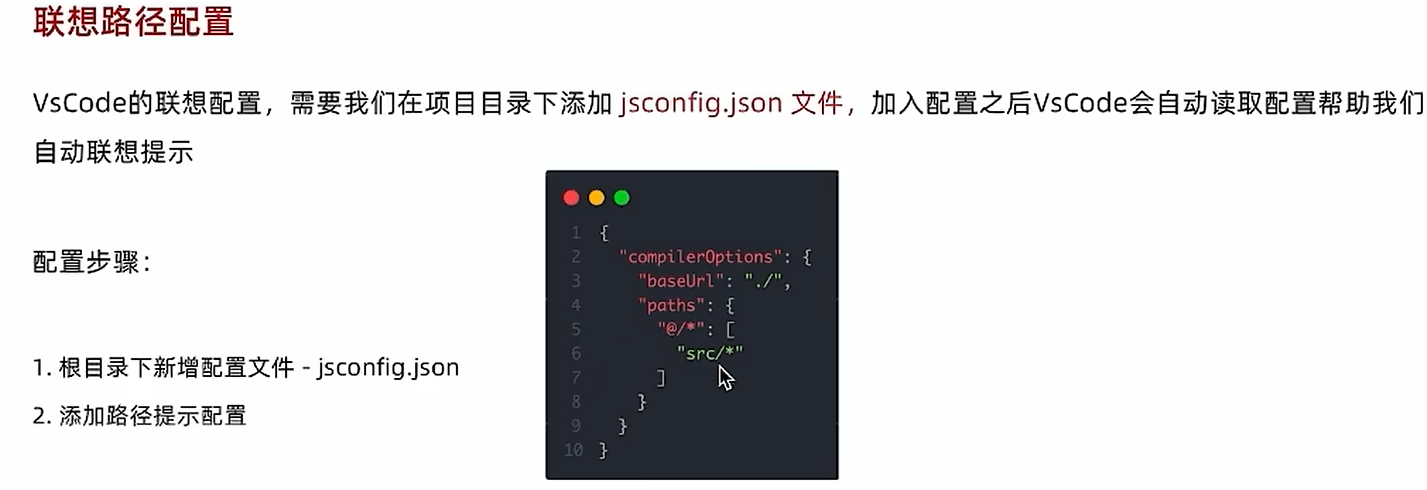 联想路径配置
VsCode的联想配置，需要我们在项目目录下添加 jsconfig.json 文件，加入配置之后VsCode会自动读取配置帮助我们
自动联想提示
配置步骤：
1. 根目录下新增配置文件 - jsconfig.json
2. 添加路径提示配置
1 {
2 "compilerOptions": {
3 "baseUrl": "./",
4 "paths": {
5 "@/*": [
6 "src/*"
7 ]
8 }
9 }
10 }